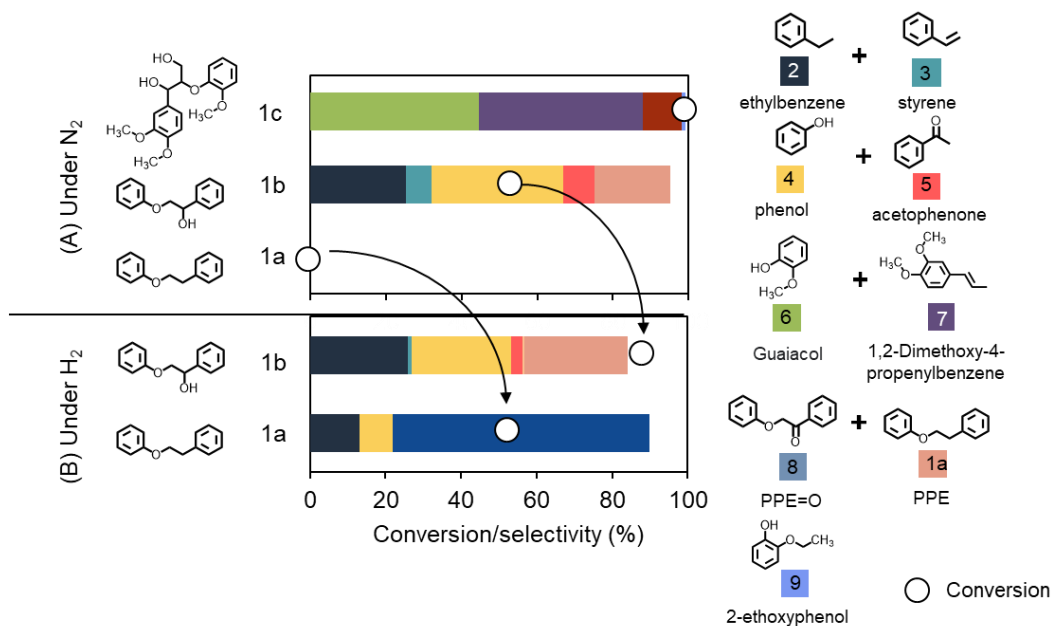 (A) Under N2
HO
HO
O
O
H3C
H3C
O
O
CH3
1c
O
OH
1b
O
1a
(B) Under H2
O
OH
1b
O
1a
0 20 40 60 80 100
Conversion/selectivity (%)
+
2 3
ethylbenzene styrene
OH O
+
4 5
phenol acetophenone
HO
O
H3C
H3C
O
O
H3C
+
6 7
Guaiacol 1,2-Dimethoxy-4-
propenylbenzene
O
O
+
O
8 1a
PPE=O PPE
OH
O CH3
9
2-ethoxyphenol
Conversion